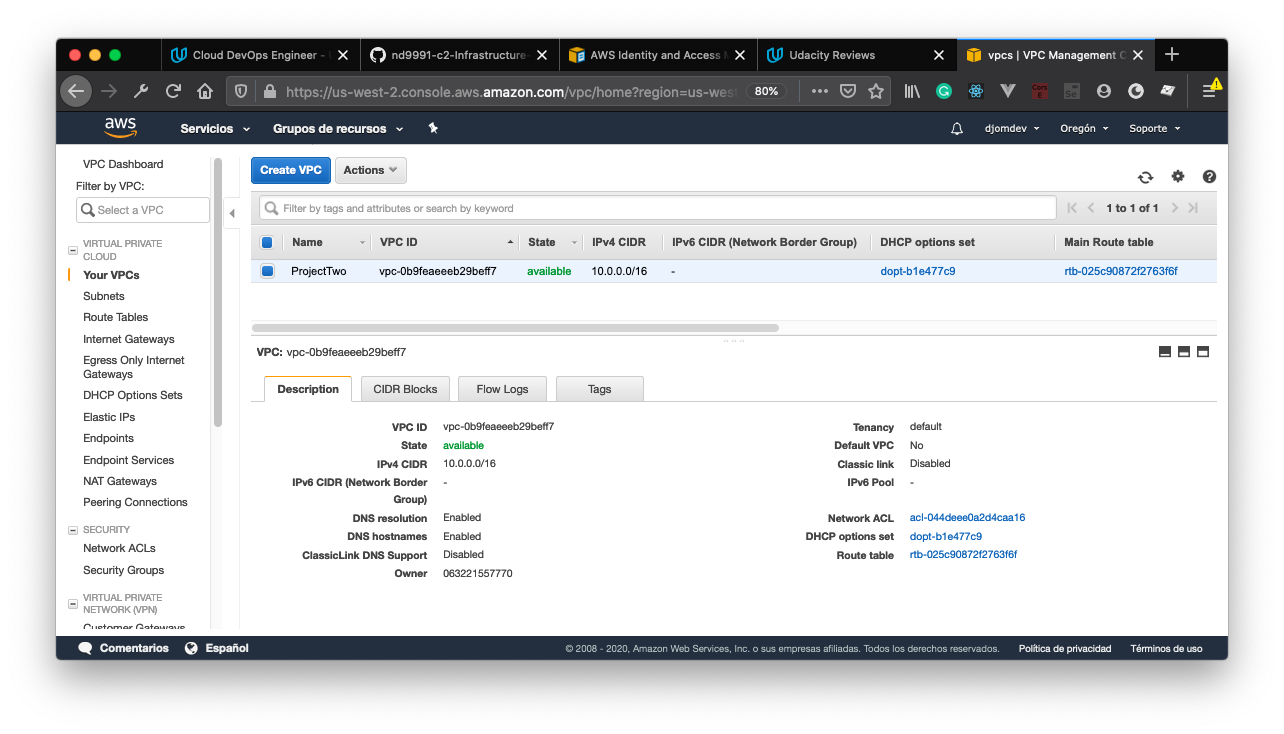 Cloud DevOps Engineer -
nd9991-c2-Infrastructure-
AWS Identity and Access
Udacity Reviews
vpcs | VPC Management C
https://us-west-2.console.aws.amazon.com/vpc/home?region=us-wes
80%
aws
Servicios
Grupos de recursos
djomdev
Oregón
Soporte
VPC Dashboard
Filter by VPC:
Select a VPC
VIRTUAL PRIVATE
CLOUD
Your VPCs
Subnets
Route Tables
Internet Gateways
Egress Only Internet
Gateways
DHCP Options Sets
Elastic IPs
Endpoints
Endpoint Services
NAT Gateways
Peering Connections
SECURITY
Network ACLs
Security Groups
VIRTUAL PRIVATE
NETWORK (VPN)
Customer Gateways
Create VPC
Actions
Filter by tags and attributes or search by keyword
1 to 1 of 1
Name VPC ID State IPv4 CIDR IPv6 CIDR (Network Border Group) DHCP options set Main Route table
ProjectTwo vpc-0b9feaeeeb29beff7 available 10.0.0.0/16 - dopt-b1e477c9 rtb-025c90872f2763f6f
VPC: vpc-0b9feaeeeb29beff7
Description
CIDR Blocks
Flow Logs
Tags
VPC ID vpc-0b9feaeeeb29beff7
State available
IPv4 CIDR 10.0.0.0/16
IPv6 CIDR (Network Border -
Group)
DNS resolution Enabled
DNS hostnames Enabled
ClassicLink DNS Support Disabled
Owner 063221557770
Tenancy default
Default VPC No
Classic link Disabled
IPv6 Pool -
Network ACL acl-044deee0a2d4caa16
DHCP options set dopt-b1e477c9
Route table rtb-025c90872f2763f6f
Comentarios
Español
© 2008 - 2020, Amazon Web Services, Inc. o sus empresas afiliadas. Todos los derechos reservados.
Política de privacidad
Términos de uso